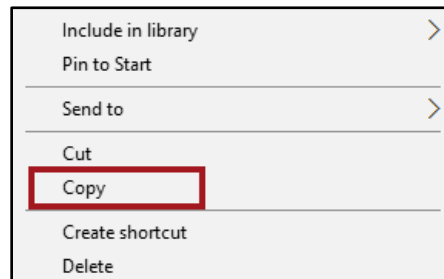 Include in library
Pin to Start
Send to
Cut
Copy
Create shortcut
Delete